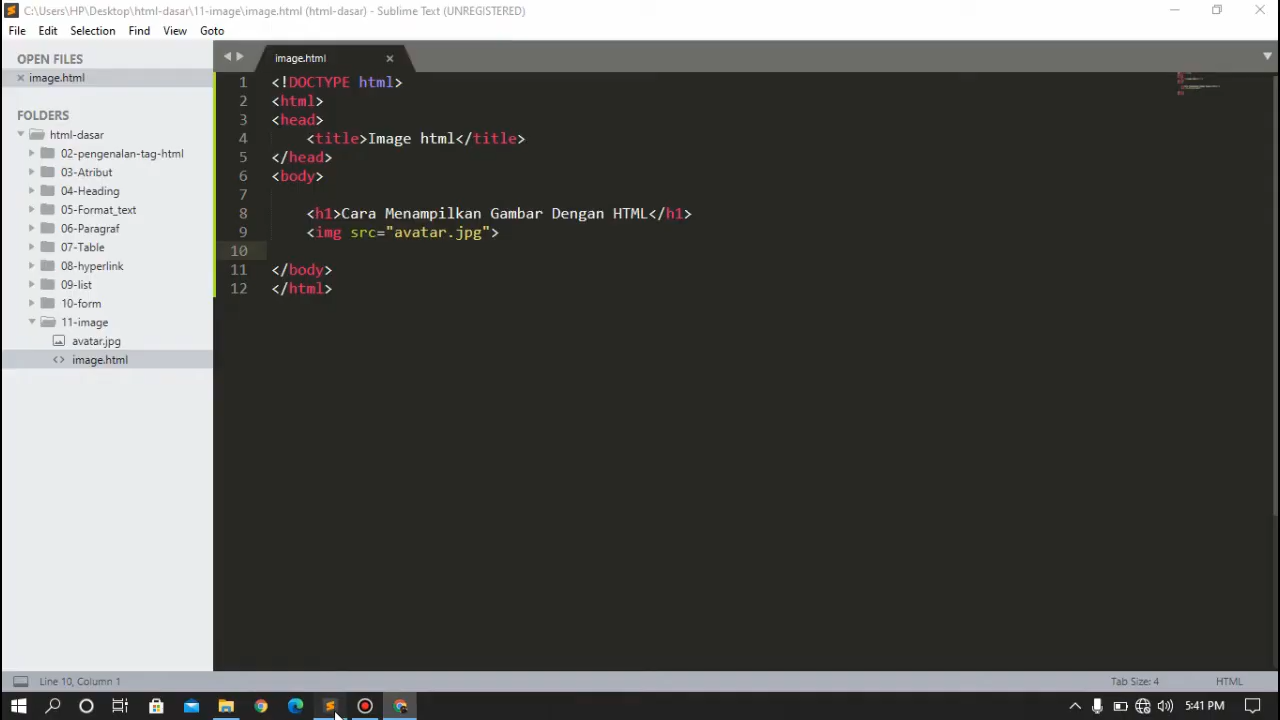 C:\Users\HP\Desktop\html-dasar\11-image\image.html (html-dasar) - Sublime Text (UNREGISTERED)
File Edit Selection Find View Goto
OPEN FILES
image.html
FOLDERS
html-dasar
02-pengenalan-tag-html
03-Atribut
04-Heading
05-Format_text
06-Paragraf
07-Table
08-hyperlink
09-list
10-form
11-image
avatar.jpg
image.html
image.html
1 <!DOCTYPE html>
2 <html>
3 <head>
4 <title>Image html</title>
5 </head>
6 <body>
7
8 <h1>Cara Menampilkan Gambar Dengan HTML</h1>
9 <img src="avatar.jpg">
10
11 </body>
12 </html>
Line 10, Column 1
Tab Size: 4
HTML
5:41 PM